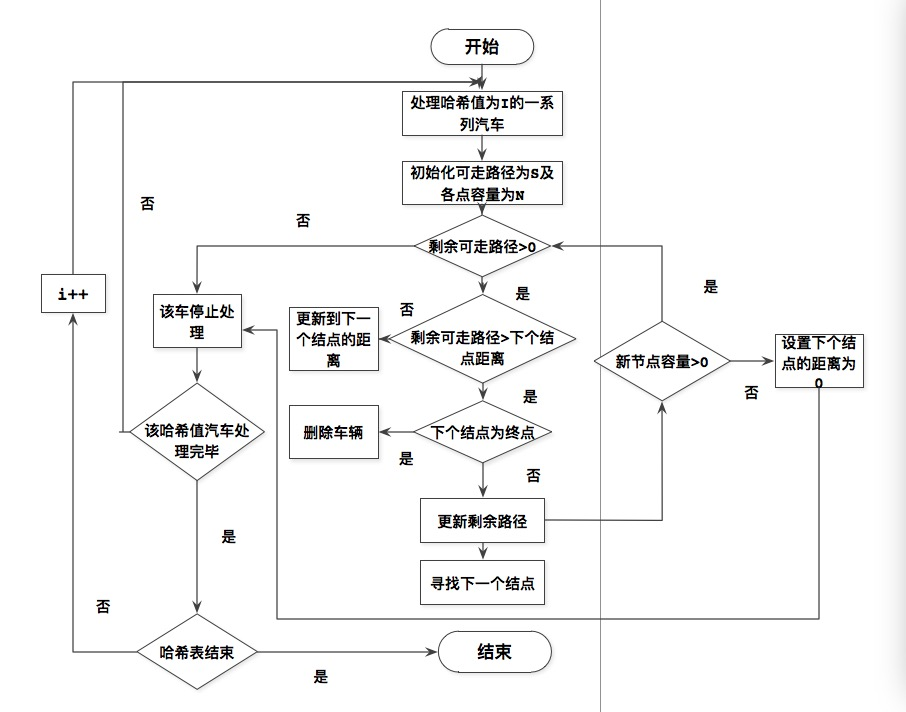 开始
处理哈希值为I的一系
列汽车
初始化可走路径为S及
各点容量为N
否
否
剩余可走路径>0
是
是
i++
该车停止处
理
更新到下一
个结点的距
离
否
剩余可走路径>下个结
点距离
新节点容量>0
否
设置下个结
点的距离为
0
是
该哈希值汽车处
理完毕
删除车辆
是
下个结点为终点
否
更新剩余路径
是
寻找下一个结点
否
哈希表结束
是
结束